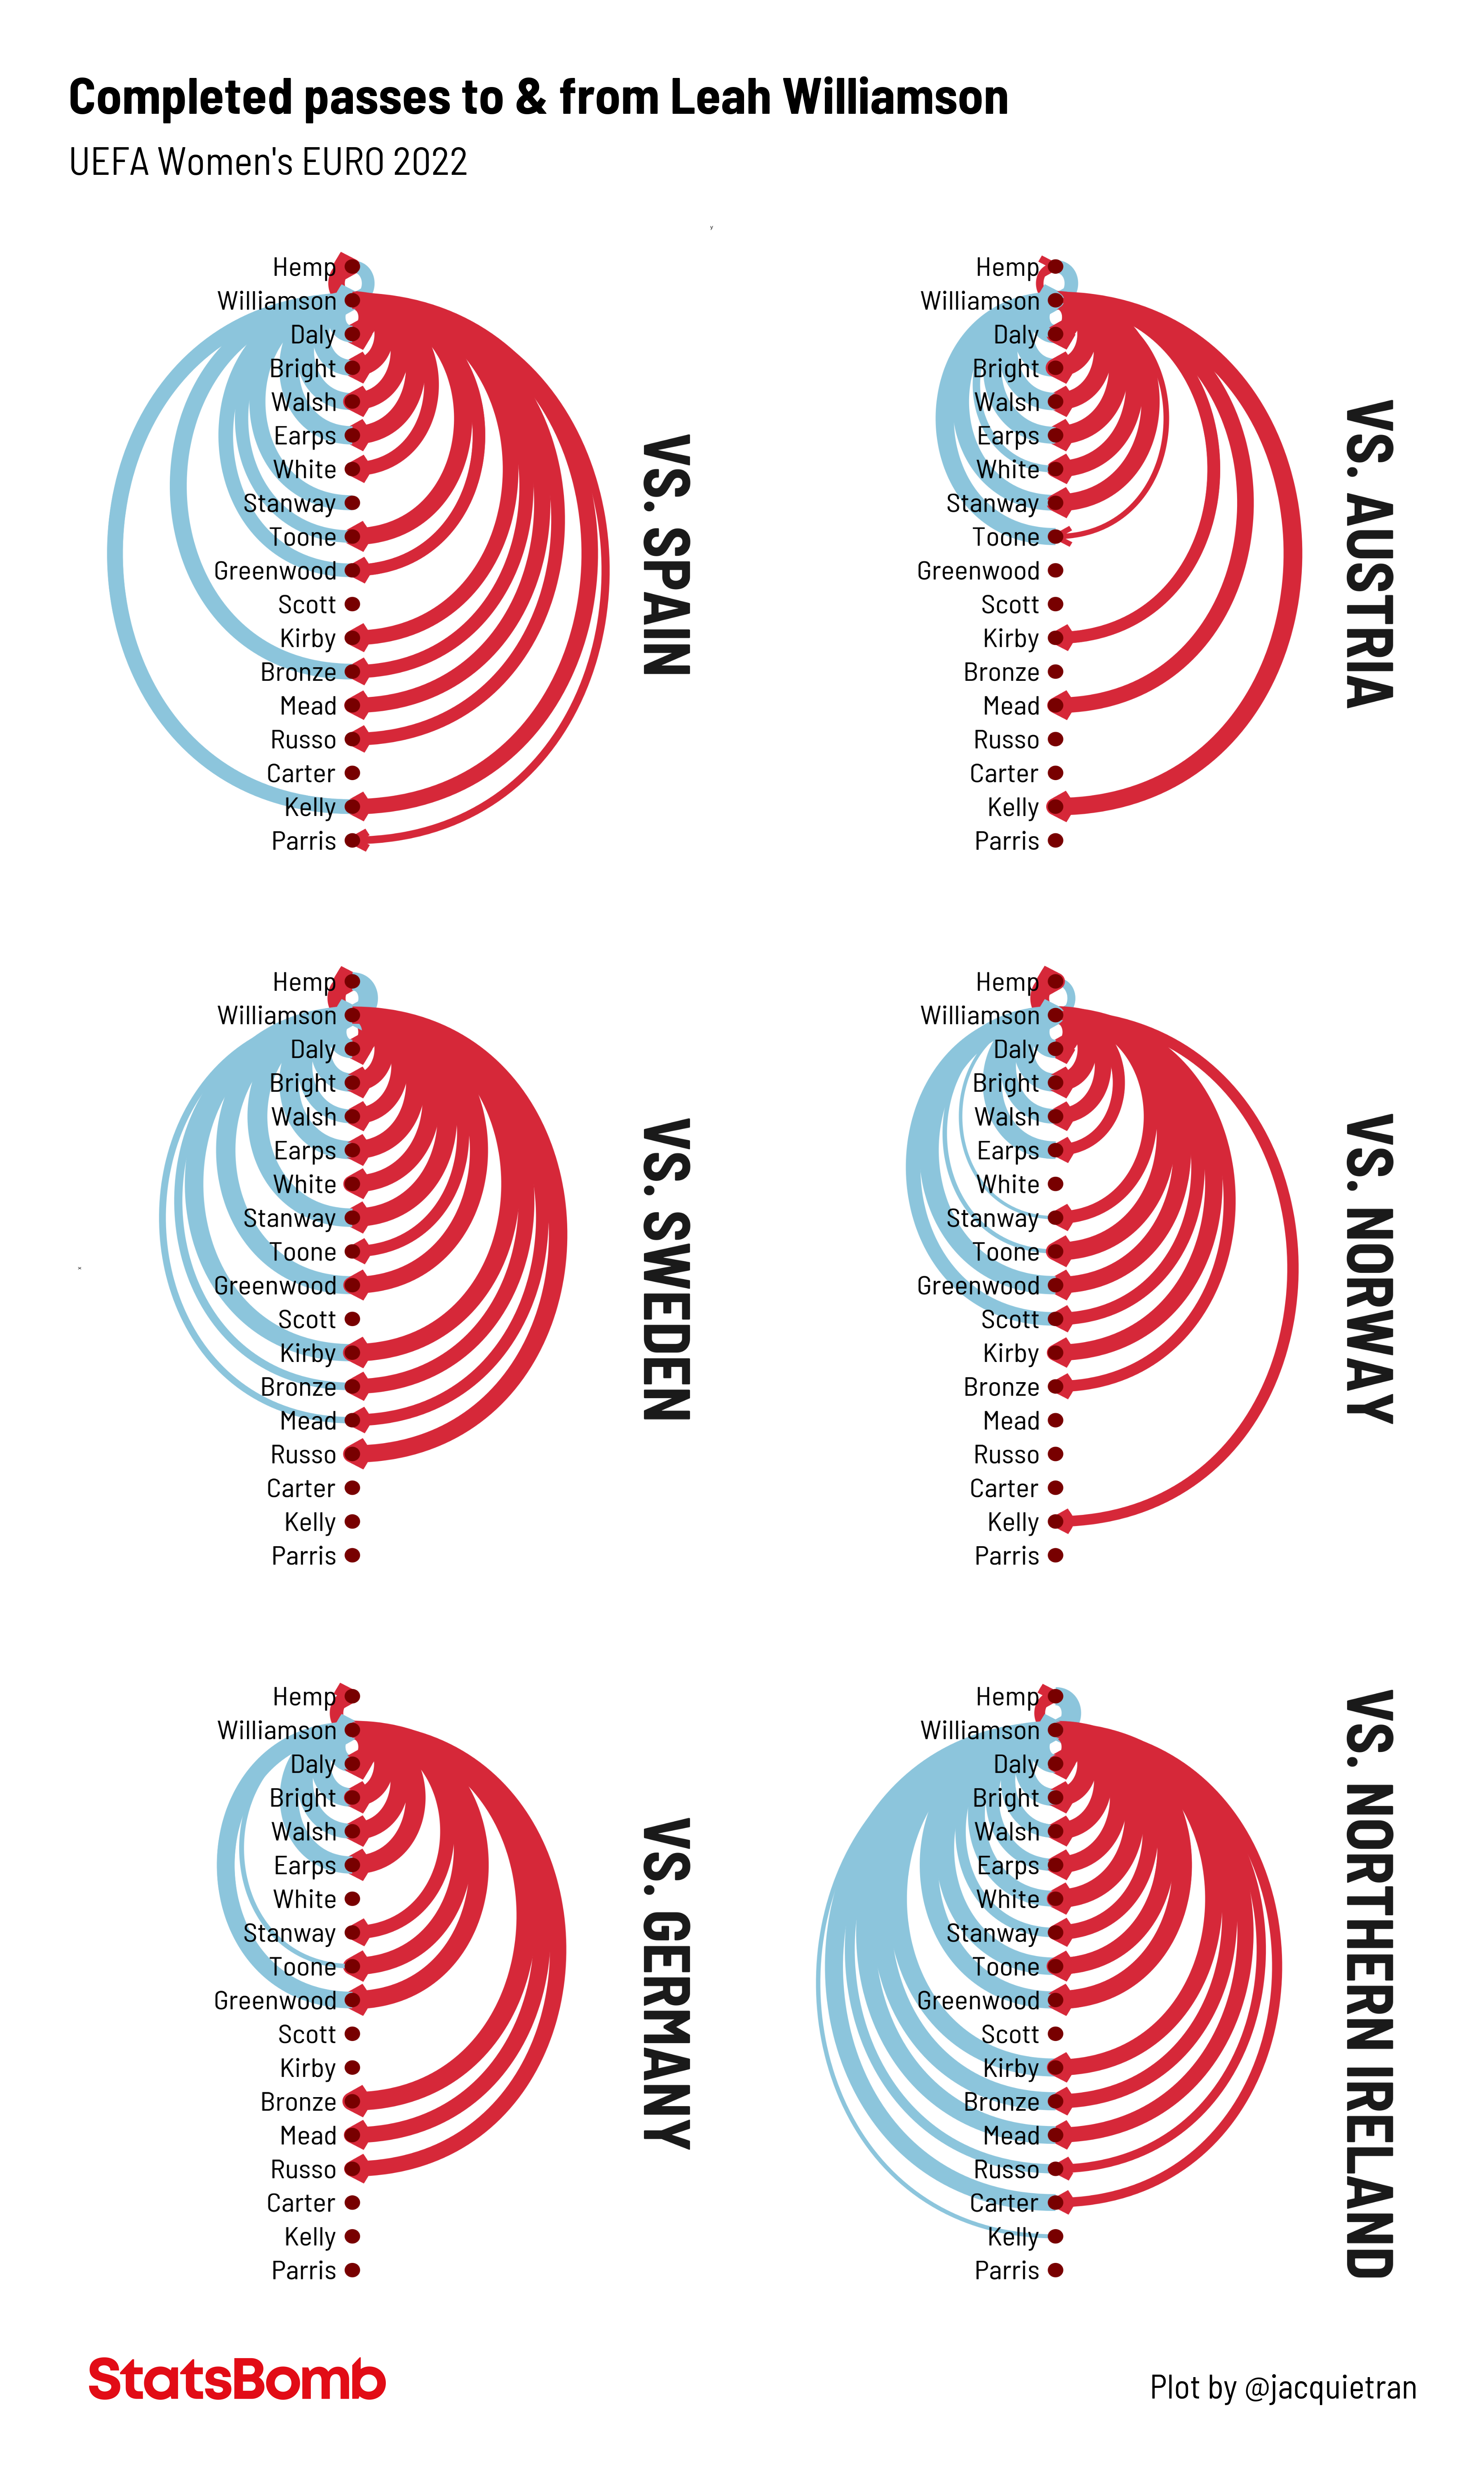 Completed passes to & from Leah Williamson
UEFA Women's EURO 2022
Hemp
Williamson
Daly
Bright
Walsh
Earps
White
Stanway
Toone
Greenwood
Scott
Kirby
Bronze
Mead
Russo
Carter
Kelly
Parris
VS. SPAIN
Hemp
Williamson
Daly
Bright
Walsh
Earps
White
Stanway
Toone
Greenwood
Scott
Kirby
Bronze
Mead
Russo
Carter
Kelly
Parris
VS. AUSTRIA
Hemp
Williamson
Daly
Bright
Walsh
Earps
White
Stanway
Toone
Greenwood
Scott
Kirby
Bronze
Mead
Russo
Carter
Kelly
Parris
VS. SWEDEN
Hemp
Williamson
Daly
Bright
Walsh
Earps
White
Stanway
Toone
Greenwood
Scott
Kirby
Bronze
Mead
Russo
Carter
Kelly
Parris
VS. NORWAY
Hemp
Williamson
Daly
Bright
Walsh
Earps
White
Stanway
Toone
Greenwood
Scott
Kirby
Bronze
Mead
Russo
Carter
Kelly
Parris
VS. GERMANY
Hemp
Williamson
Daly
Bright
Walsh
Earps
White
Stanway
Toone
Greenwood
Scott
Kirby
Bronze
Mead
Russo
Carter
Kelly
Parris
VS. NORTHERN IRELAND
StatsBomb
Plot by @jacquietran